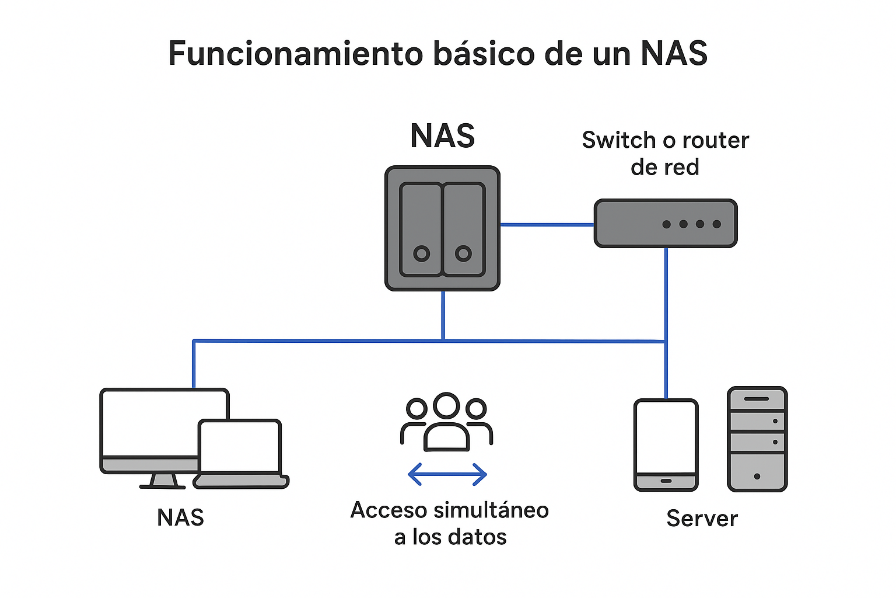 Funcionamiento básico de un NAS
NAS
Switch o router
de red
NAS
Acceso simultáneo
a los datos
Server